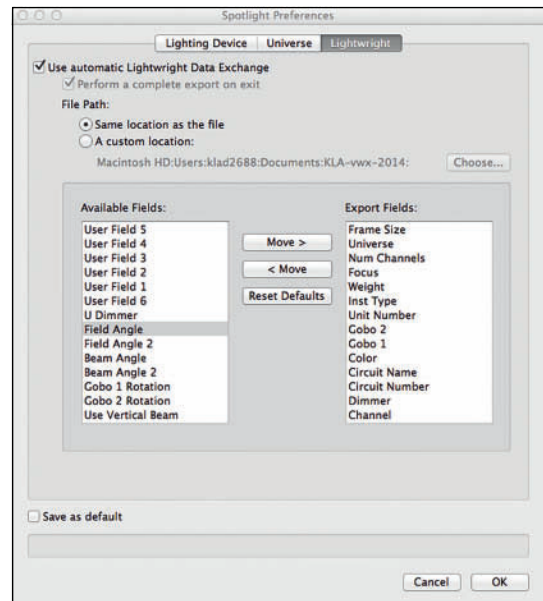 Spotlight Preferences
Lighting Device Universe Lightwright
Use automatic Lightwright Data Exchange
Perform a complete export on exit
File Path:
Same location as the file
A custom location:
Macintosh HD:Users:klad2688:Documents:KLA-vwx-2014: Choose...
Available Fields:
User Field 5
User Field 4
User Field 3
User Field 2
User Field 1
User Field 6
U Dimmer
Field Angle
Field Angle 2
Beam Angle
Beam Angle 2
Gobo 1 Rotation
Gobo 2 Rotation
Use Vertical Beam
Move >
< Move
Reset Defaults
Export Fields:
Frame Size
Universe
Num Channels
Focus
Weight
Inst Type
Unit Number
Gobo 2
Gobo 1
Color
Circuit Name
Circuit Number
Dimmer
Channel
Save as default
Cancel OK